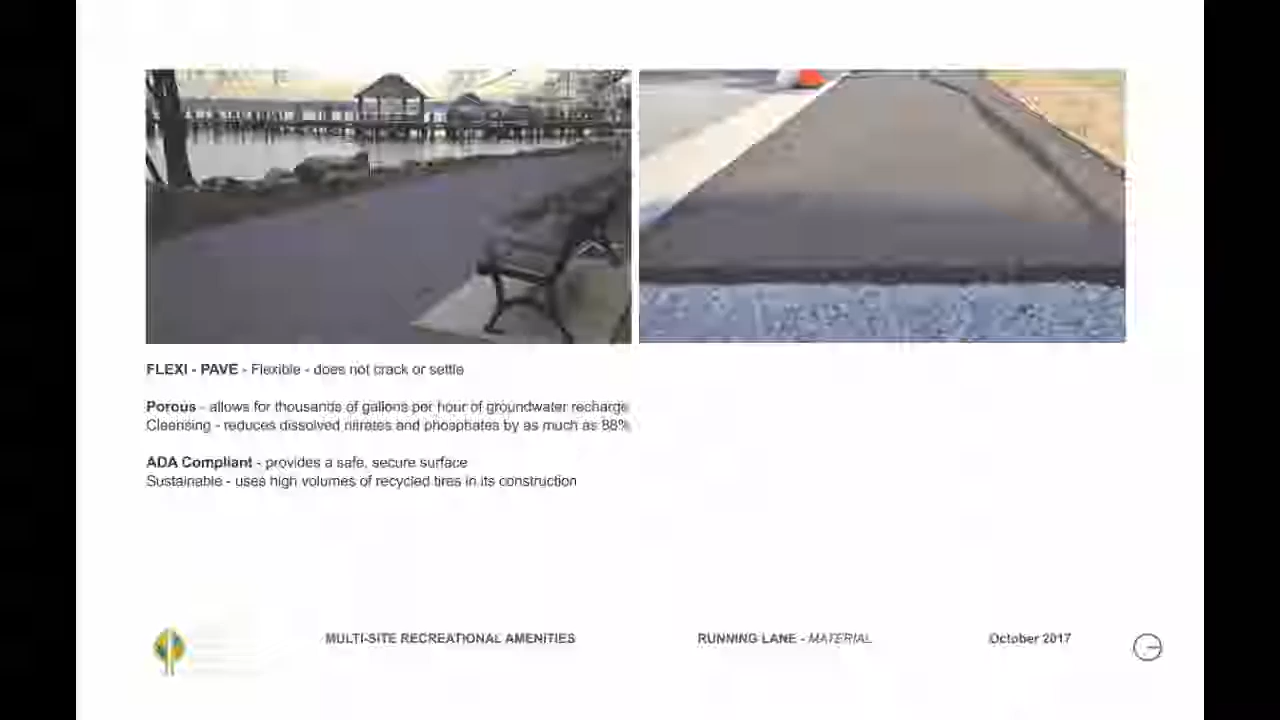 FLEXI - PAVE - Flexible - does not crack or settle
Porous - allows for thousands of gallons per hour of groundwater recharge
Cleansing - reduces dissolved nitrates and phosphates by as much as 88%
ADA Compliant - provides a safe, secure surface
Sustainable - uses high volumes of recycled tires in its construction
MULTI-SITE RECREATIONAL AMENITIES
RUNNING LANE - MATERIAL
October 2017